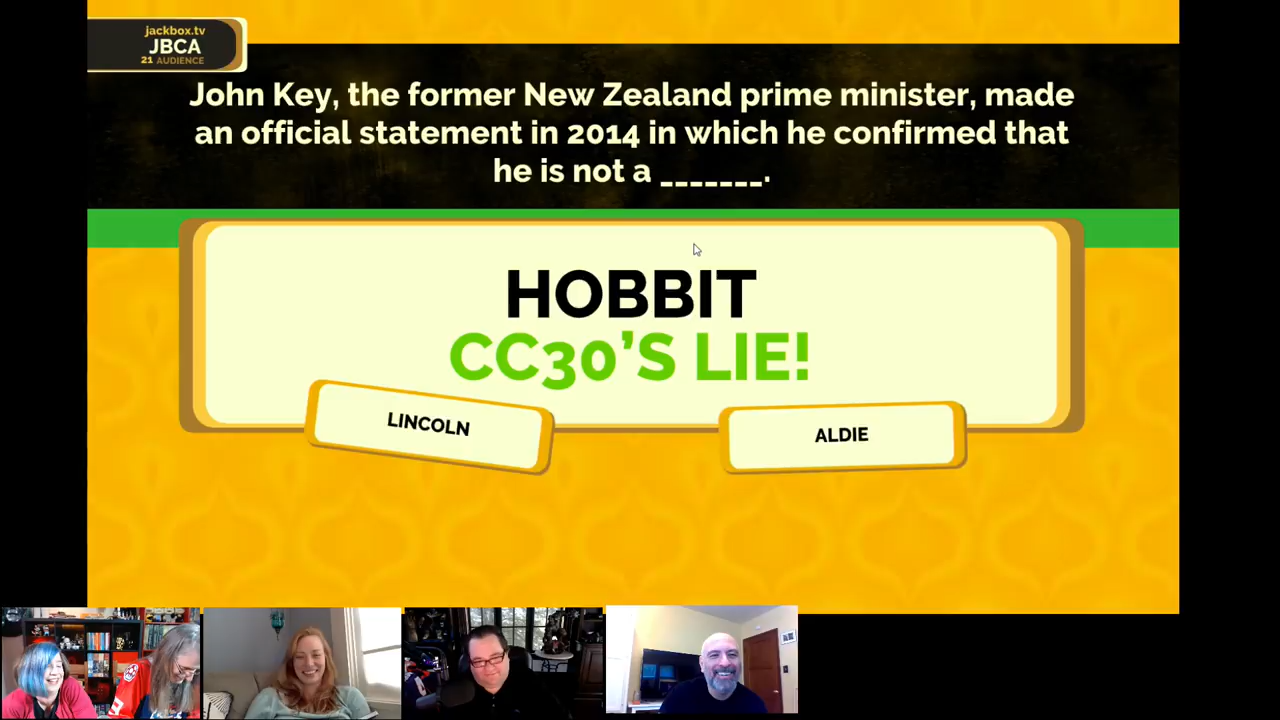 jackbox.tv
JBCA
21 AUDIENCE
John Key, the former New Zealand prime minister, made
an official statement in 2014 in which he confirmed that
he is not a _______.
HOBBIT
CC30'S LIE!
LINCOLN
ALDIE